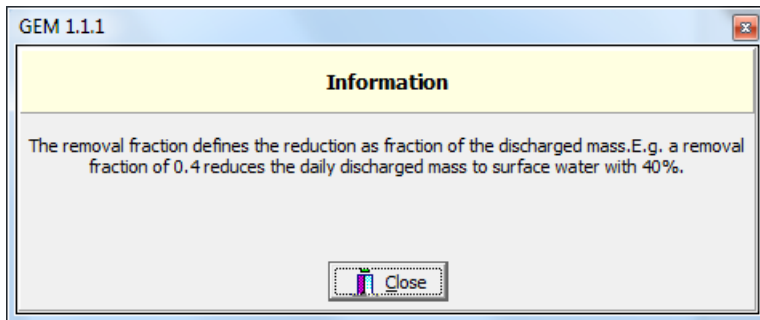 GEM 1.1.1
Information
The removal fraction defines the reduction as fraction of the discharged mass.E.g. a removal
fraction of 0.4 reduces the daily discharged mass to surface water with 40%.
Close